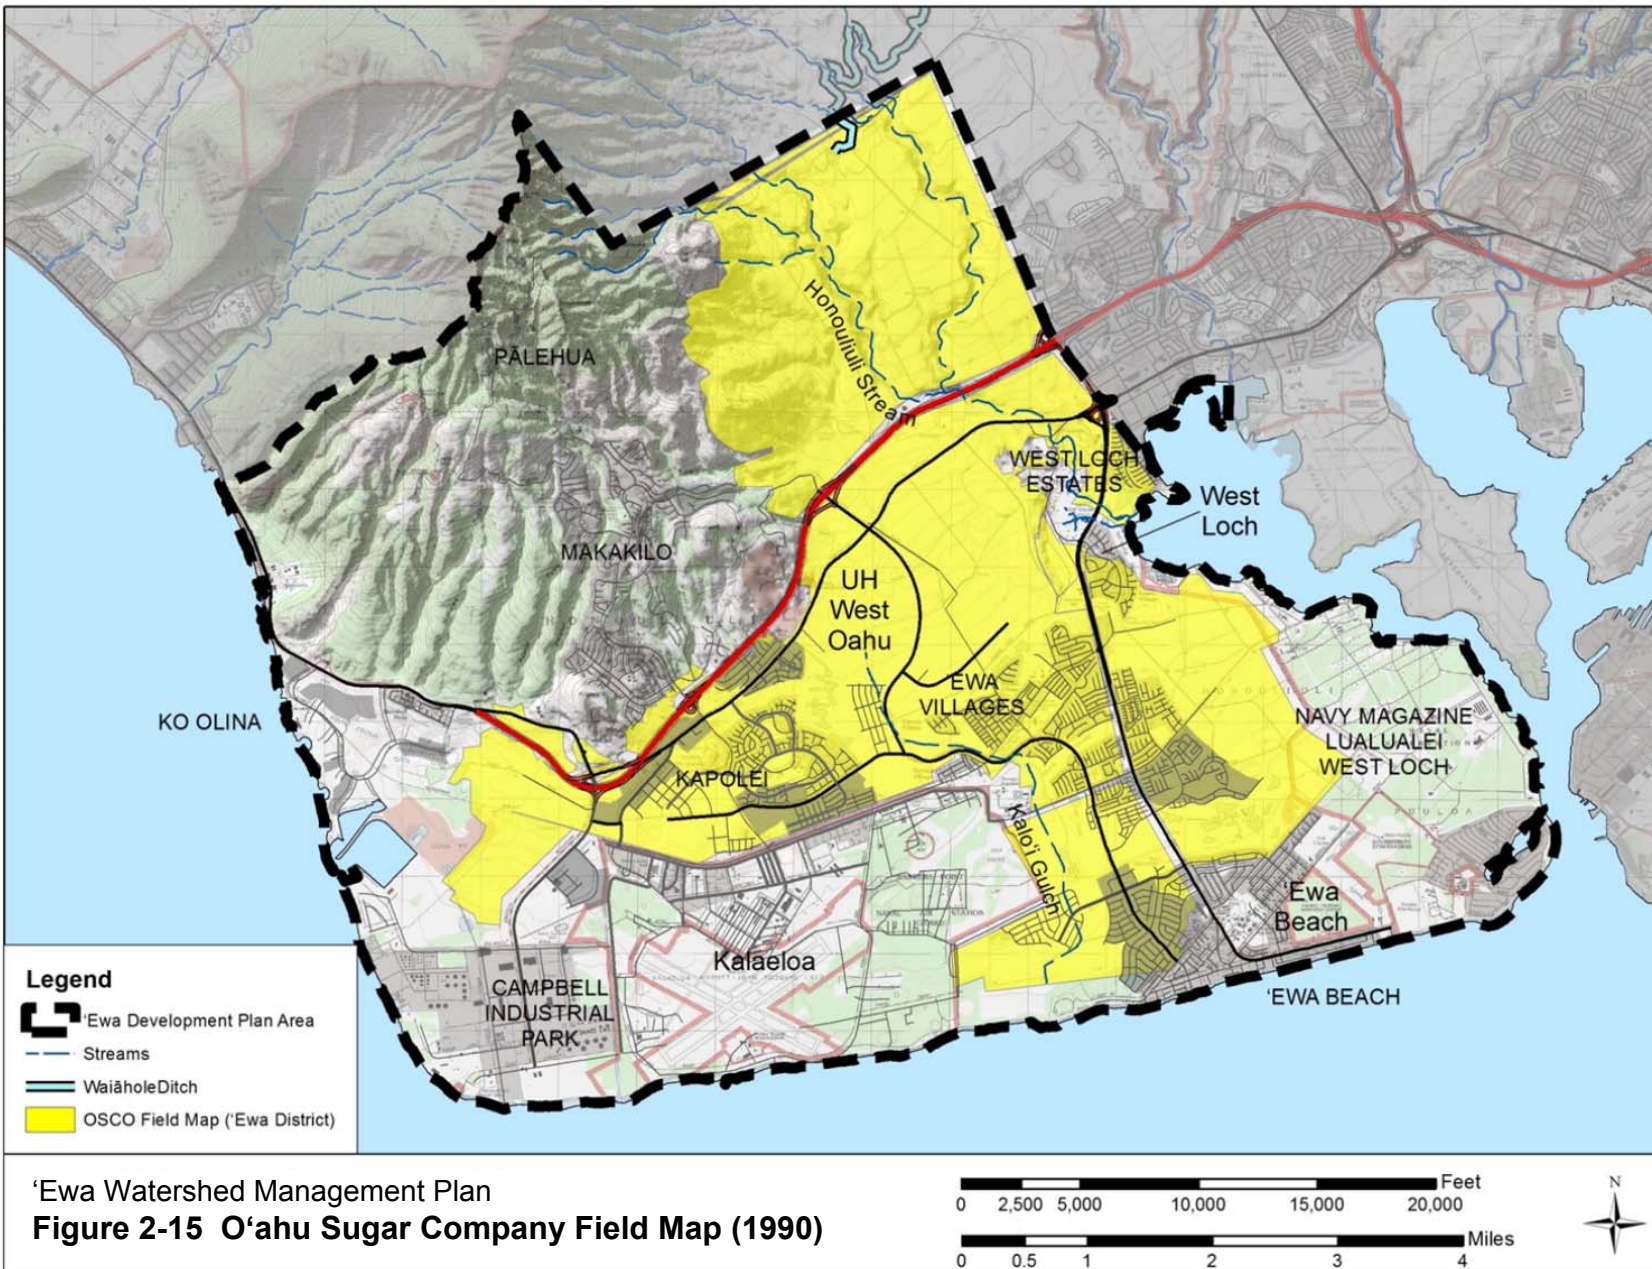 Honouliuli Stream
PĀLEHUA
WEST LOCH
ESTATES
West
Loch
MAKAKILO
UH
West
Oahu
'EWA
VILLAGES
KO OLINA
NAVY MAGAZINE
LUALUALEI
WEST LOCH
KAPOLEI
Kalo'i Gulch
'Ewa
Beach
Kalaeloa
CAMPBELL
INDUSTRIAL
PARK
'EWA BEACH
Legend
'Ewa Development Plan Area
Streams
WaiāholeDitch
OSCO Field Map ('Ewa District)
'Ewa Watershed Management Plan
Figure 2-15 O'ahu Sugar Company Field Map (1990)
Feet
0 2,500 5,000 10,000 15,000 20,000
Miles
0 0.5 1 2 3 4
N